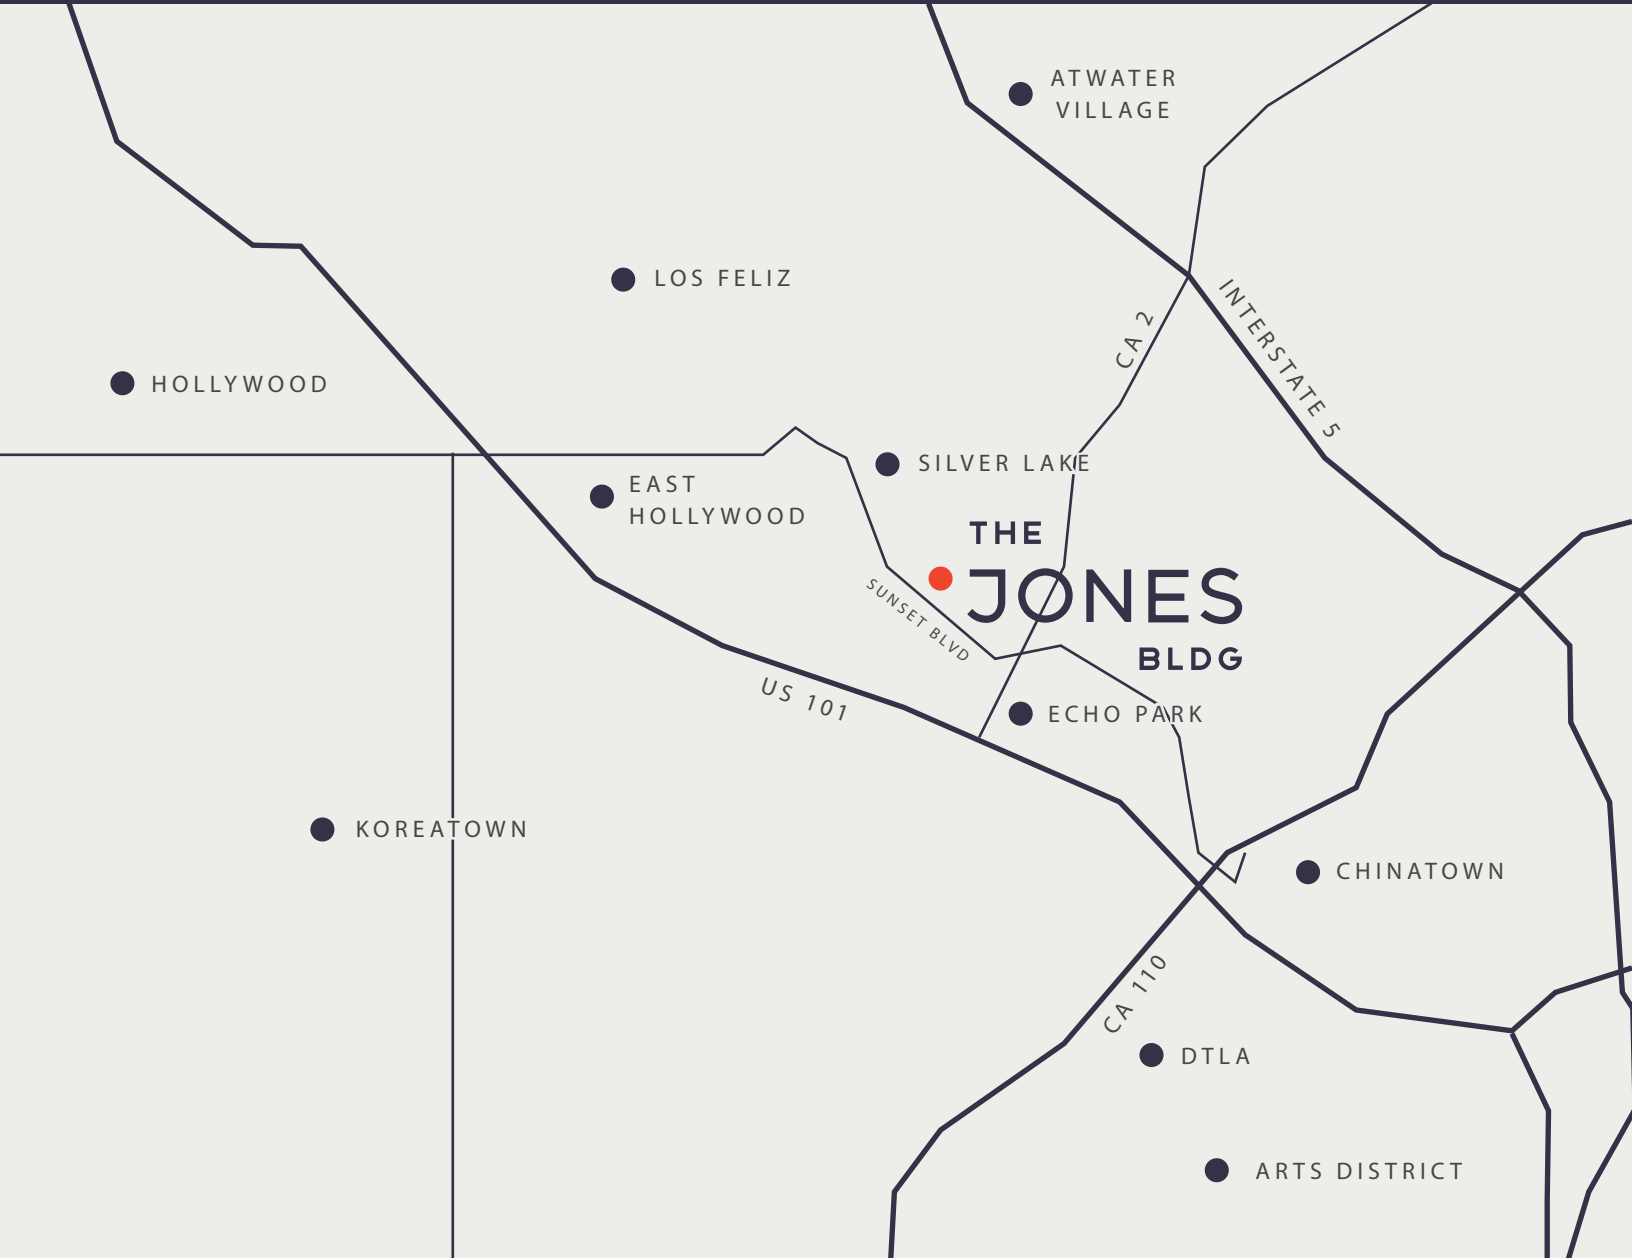 ATWATER
VILLAGE
LOS FELIZ
INTERSTATE 5
CA 2
HOLLYWOOD
SILVER LAKE
EAST
HOLLYWOOD
THE
JONES
BLDG
SUNSET BLVD
US 101
ECHO PARK
KOREATOWN
CHINATOWN
CA 110
DTLA
ARTS DISTRICT